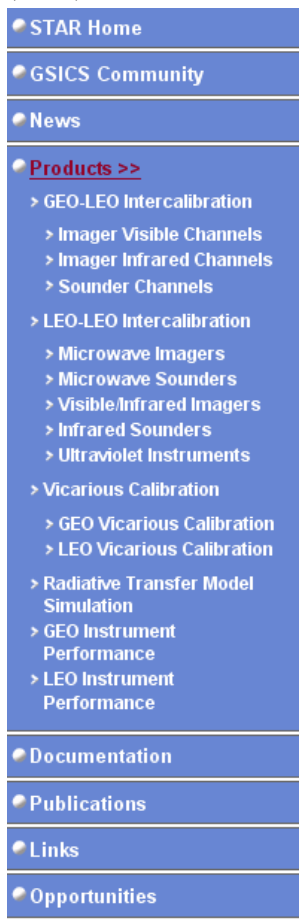 STAR Home
GSICS Community
News
Products >>
> GEO-LEO Intercalibration
> Imager Visible Channels
> Imager Infrared Channels
> Sounder Channels
> LEO-LEO Intercalibration
> Microwave Imagers
> Microwave Sounders
> Visible/Infrared Imagers
> Infrared Sounders
> Ultraviolet Instruments
> Vicarious Calibration
> GEO Vicarious Calibration
> LEO Vicarious Calibration
> Radiative Transfer Model
Simulation
> GEO Instrument
Performance
> LEO Instrument
Performance
Documentation
Publications
Links
Opportunities